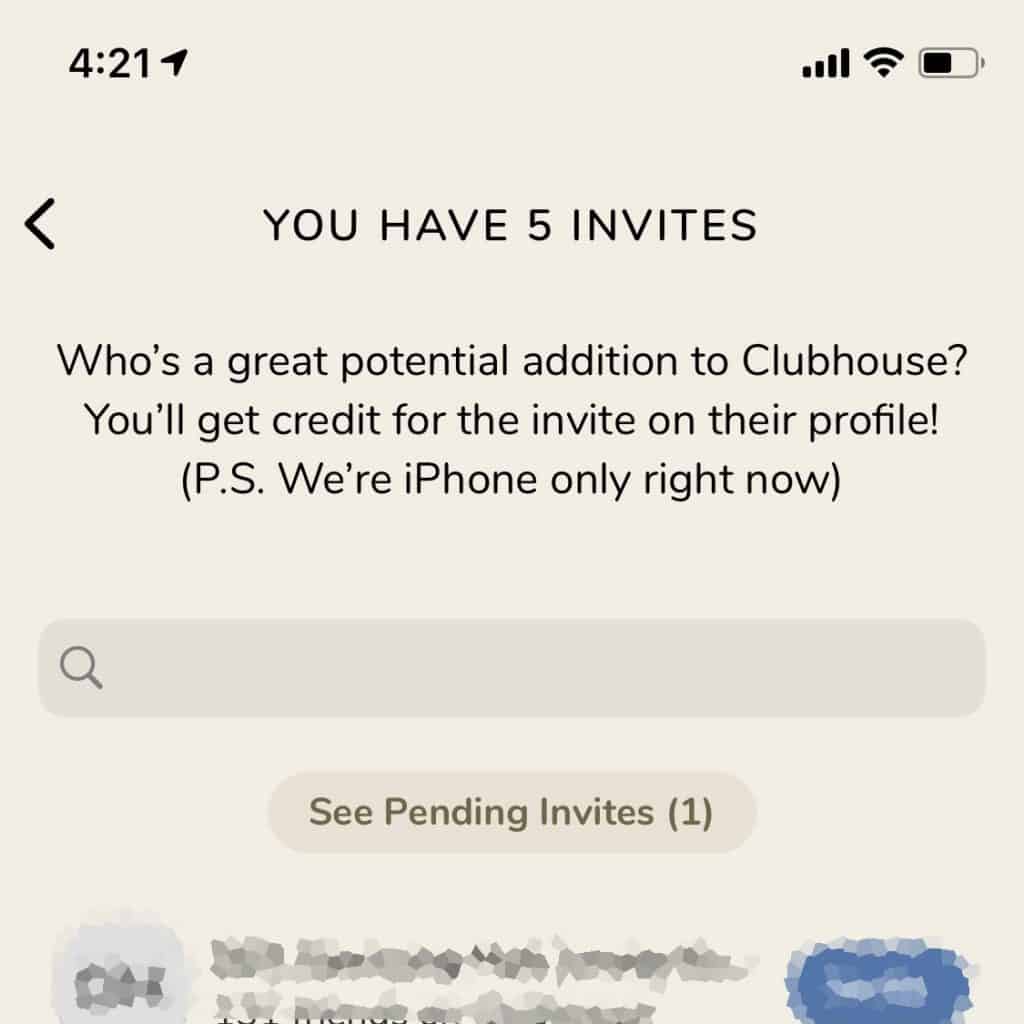 4:21
YOU HAVE 5 INVITES
Who's a great potential addition to Clubhouse?
You'll get credit for the invite on their profile!
(P.S. We're iPhone only right now)
See Pending Invites (1)